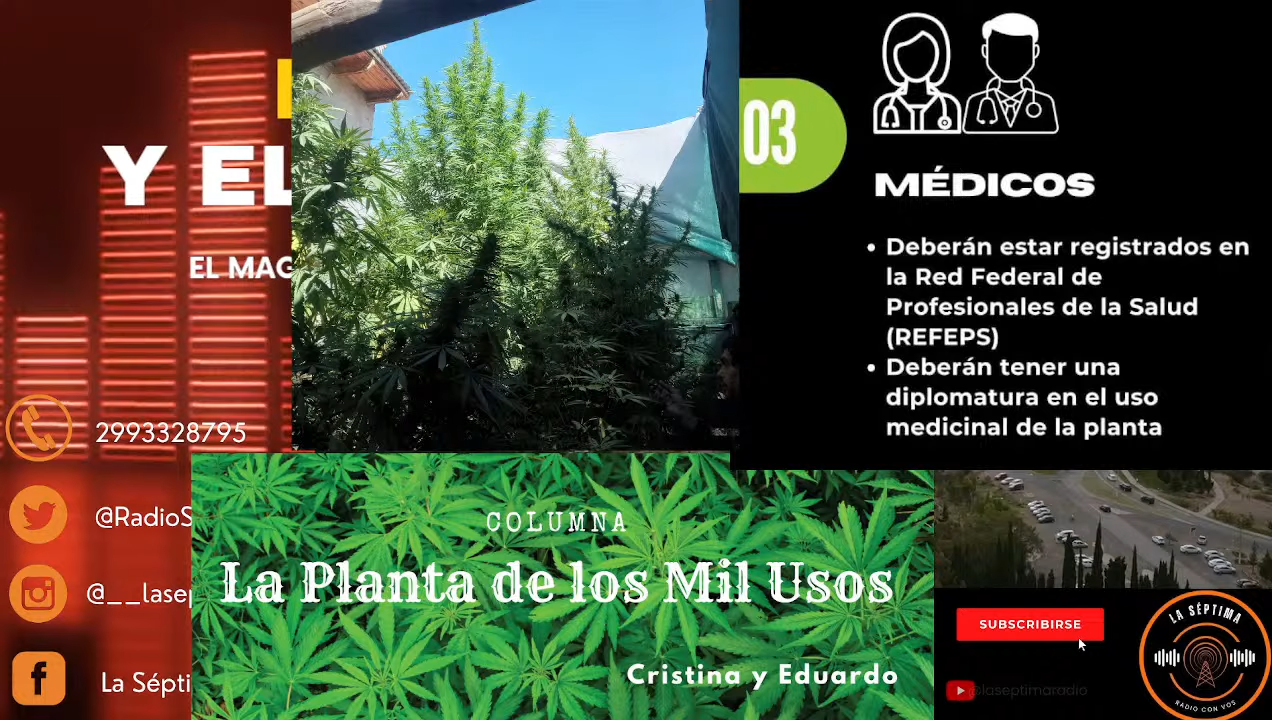 Y EL
EL MAG
2993328795
@RadioS
@__lasep
La Sépti
03
MÉDICOS
• Deberán estar registrados en
la Red Federal de
Profesionales de la Salud
(REFEPS)
• Deberán tener una
diplomatura en el uso
medicinal de la planta
COLUMNA
La Planta de los Mil Usos
Cristina y Eduardo
SUBSCRIBIRSE
@laseptimaradio
LA SÉPTIMA
RADIO CON VOS